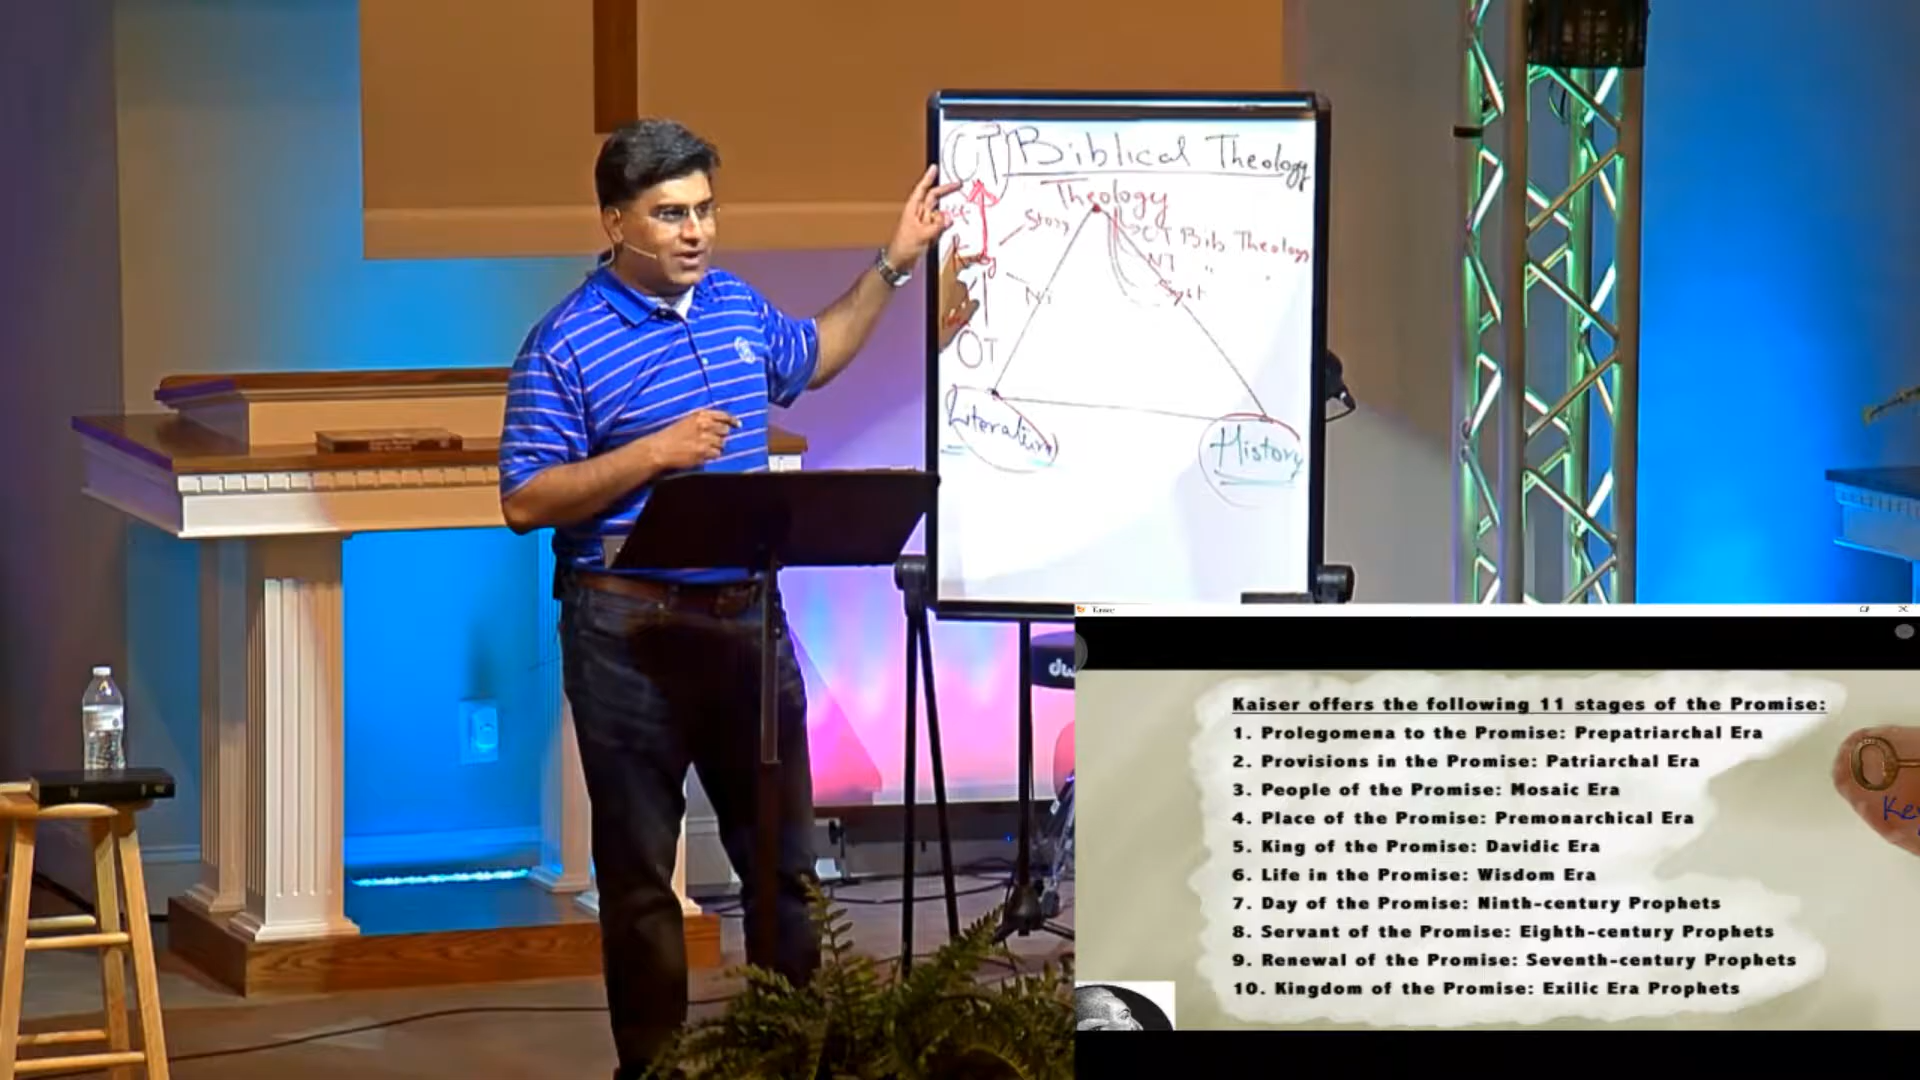 OT Biblical Theology
Theology
Story
OT Bib Theology
NT "
Syst
OT
Literature
History
dw
Kaiser offers the following 11 stages of the Promise:
1. Prolegomena to the Promise: Prepatriarchal Era
2. Provisions in the Promise: Patriarchal Era
3. People of the Promise: Mosaic Era
4. Place of the Promise: Premonarchical Era
5. King of the Promise: Davidic Era
6. Life in the Promise: Wisdom Era
7. Day of the Promise: Ninth-century Prophets
8. Servant of the Promise: Eighth-century Prophets
9. Renewal of the Promise: Seventh-century Prophets
10. Kingdom of the Promise: Exilic Era Prophets
Key